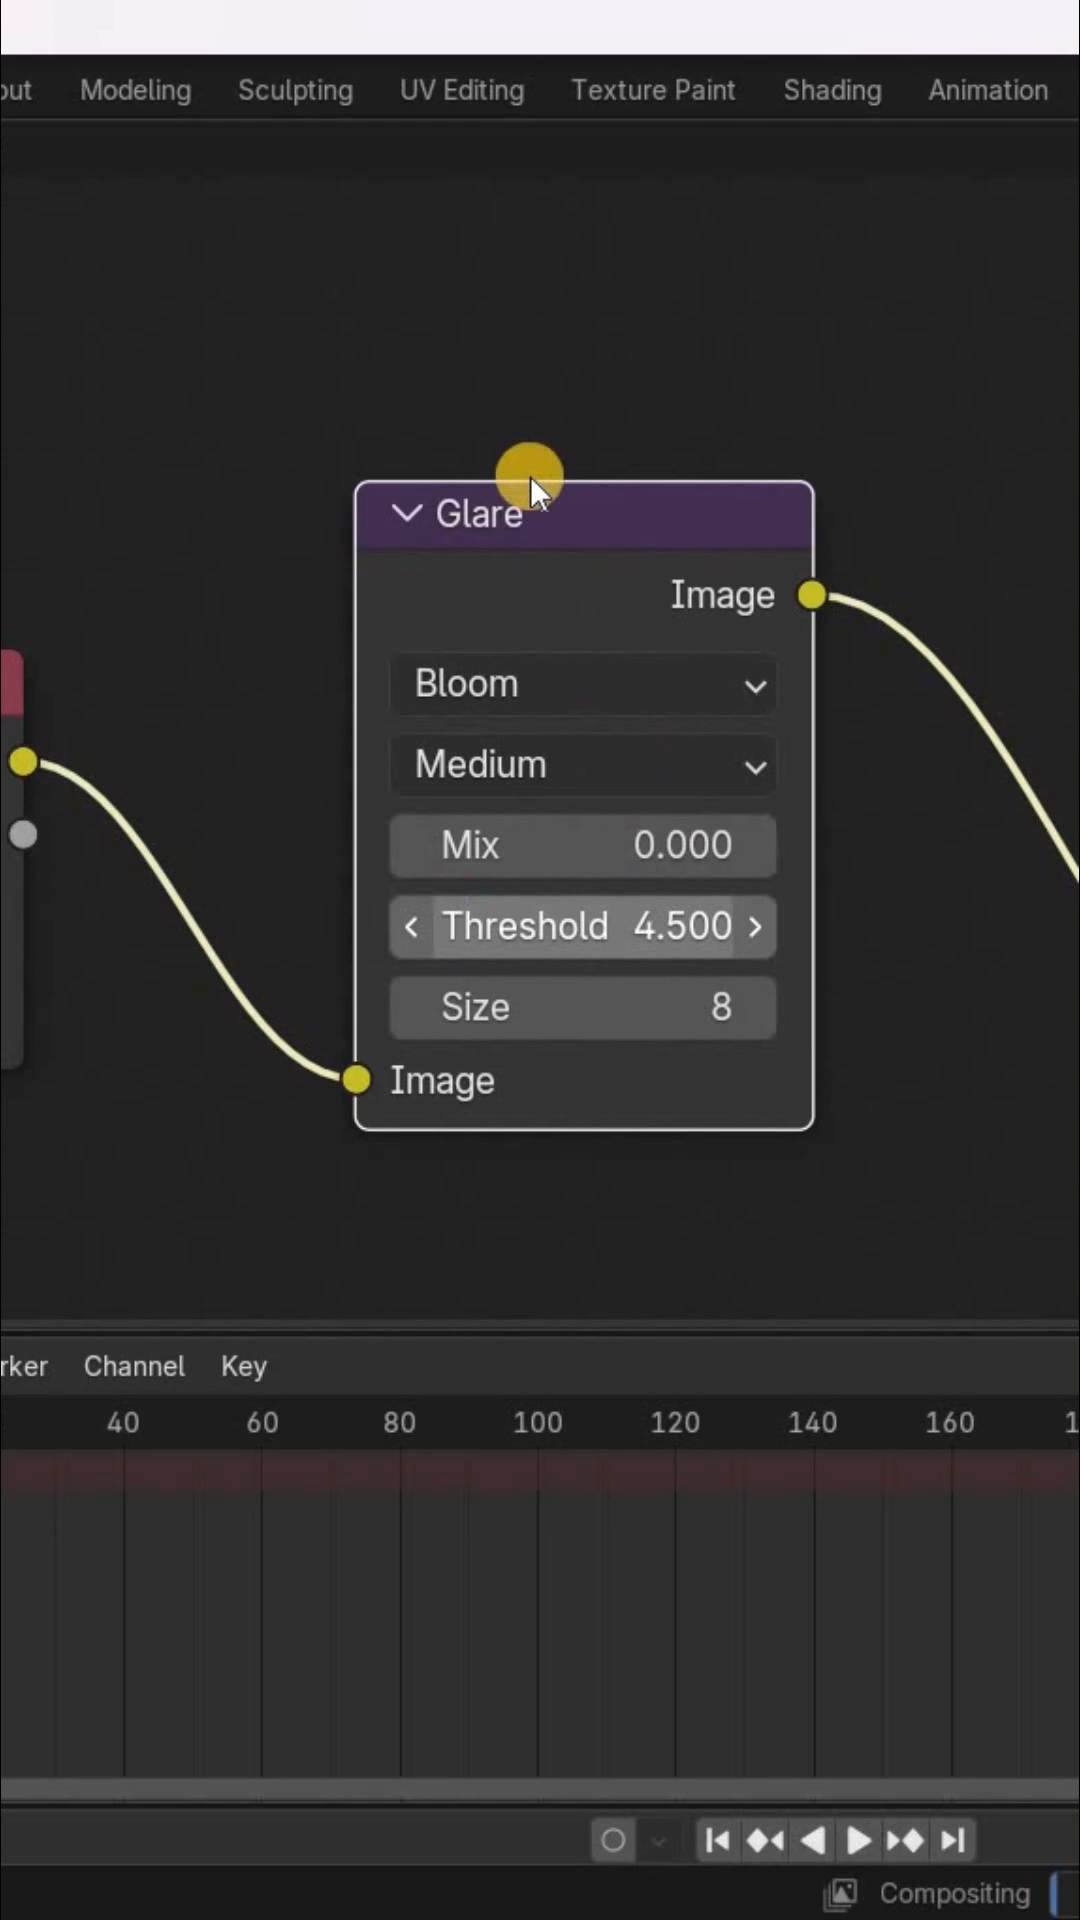 out Modeling Sculpting UV Editing Texture Paint Shading Animation
Glare
Image
Bloom
Medium
Mix 0.000
Threshold 4.500
Size 8
Image
rker Channel Key
40 60 80 100 120 140 160 1
Compositing